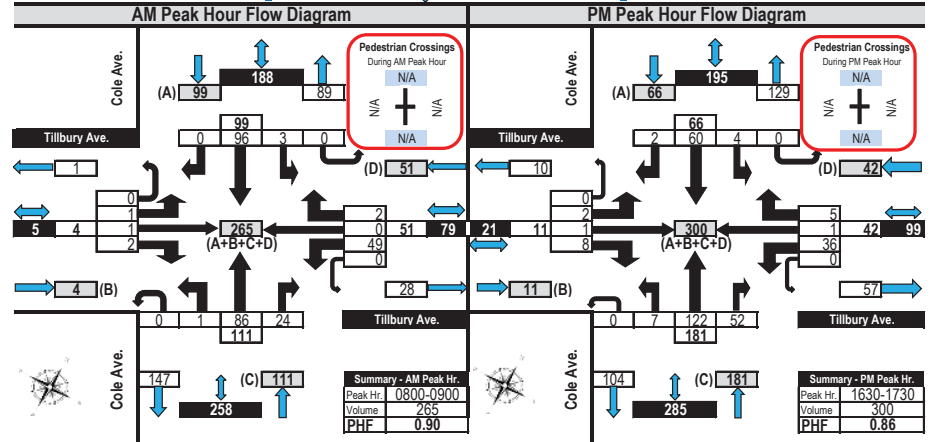 AM Peak Hour Flow Diagram
Cole Ave.
Pedestrian Crossings
During AM Peak Hour
N/A
N/A
N/A
N/A
188
(A) 99
89
Tillbury Ave.
99
0 96 3 0
1
(D) 51
0
1
1
2
5 4
265
(A+B+C+D)
2
0
49
0
51 79
4 (B)
28
0 1 86 24
111
Tillbury Ave.
Cole Ave.
147
(C) 111
258
Summary - AM Peak Hr.
Peak Hr. 0800-0900
Volume 265
PHF 0.90
PM Peak Hour Flow Diagram
Cole Ave.
Pedestrian Crossings
During PM Peak Hour
N/A
N/A
N/A
N/A
195
(A) 66
129
Tillbury Ave.
66
2 60 4 0
10
(D) 42
0
2
1
8
21 11
300
(A+B+C+D)
5
1
36
0
42 99
11 (B)
57
0 7 122 52
181
Tillbury Ave.
Cole Ave.
104
(C) 181
285
Summary - PM Peak Hr.
Peak Hr. 1630-1730
Volume 300
PHF 0.86